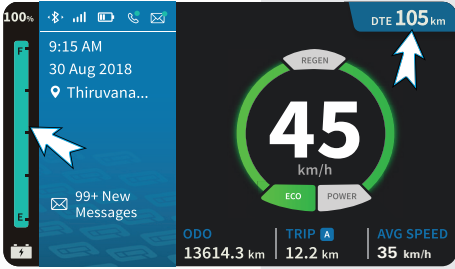 100%
9:15 AM
30 Aug 2018
Thiruvana...
99+ New
Messages
F
E
DTE 105 km
REGEN
45
km/h
ECO
POWER
ODO
13614.3 km
TRIP A
12.2 km
AVG SPEED
35 km/h